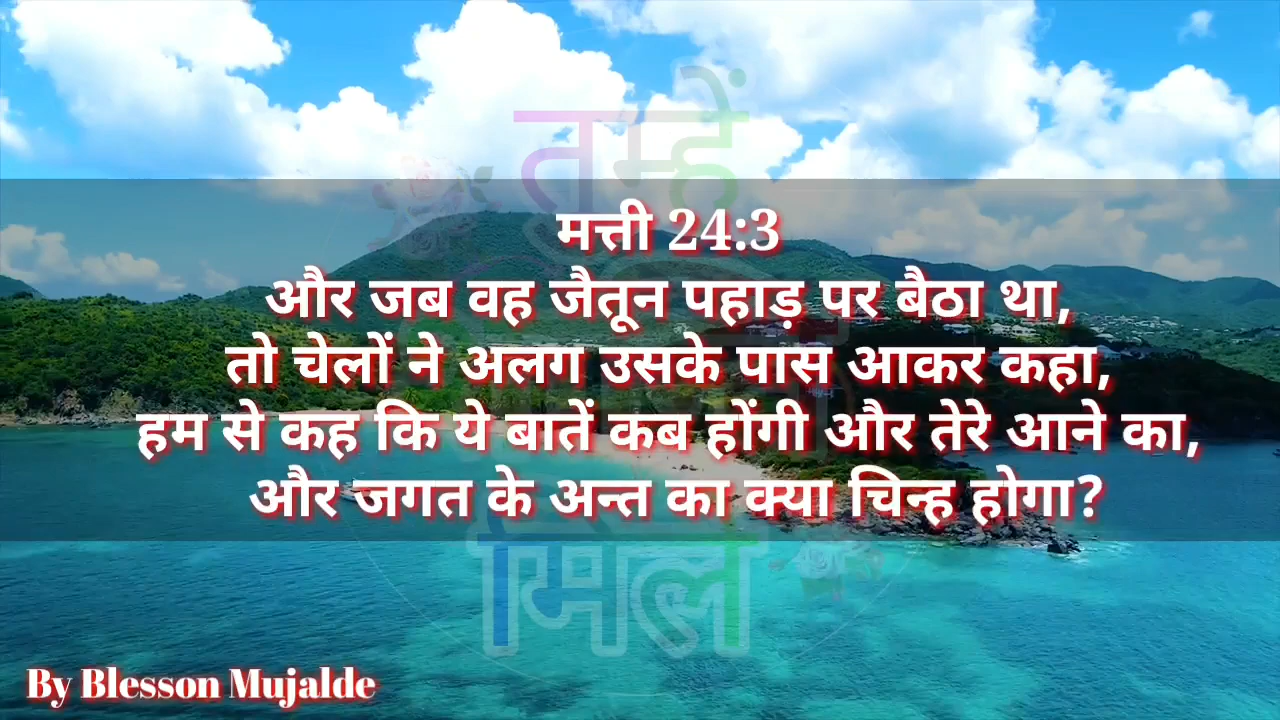 तुम्हें
मत्ती 24:3
और जब वह जैतून पहाड़ पर बैठा था,
तो चेलों ने अलग उसके पास आकर कहा,
हम से कह कि ये बातें कब होंगी और तेरे आने का,
और जगत के अन्त का क्या चिन्ह होगा?
मिले
By Blesson Mujalde